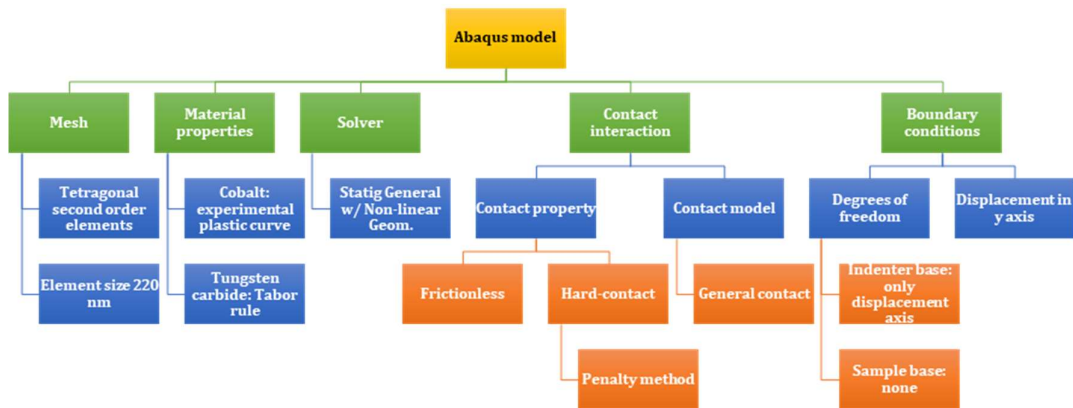 Abaqus model
Mesh
Material
properties
Solver
Contact
interaction
Boundary
conditions
Tetragonal
second order
elements
Element size 220
nm
Cobalt:
experimental
plastic curve
Tungsten
carbide: Tabor
rule
Statig General
w/ Non-linear
Geom.
Contact property
Frictionless
Hard-contact
Penalty method
Contact model
General contact
Degrees of
freedom
Indenter base:
only
displacement
axis
Sample base:
none
Displacement in
y axis